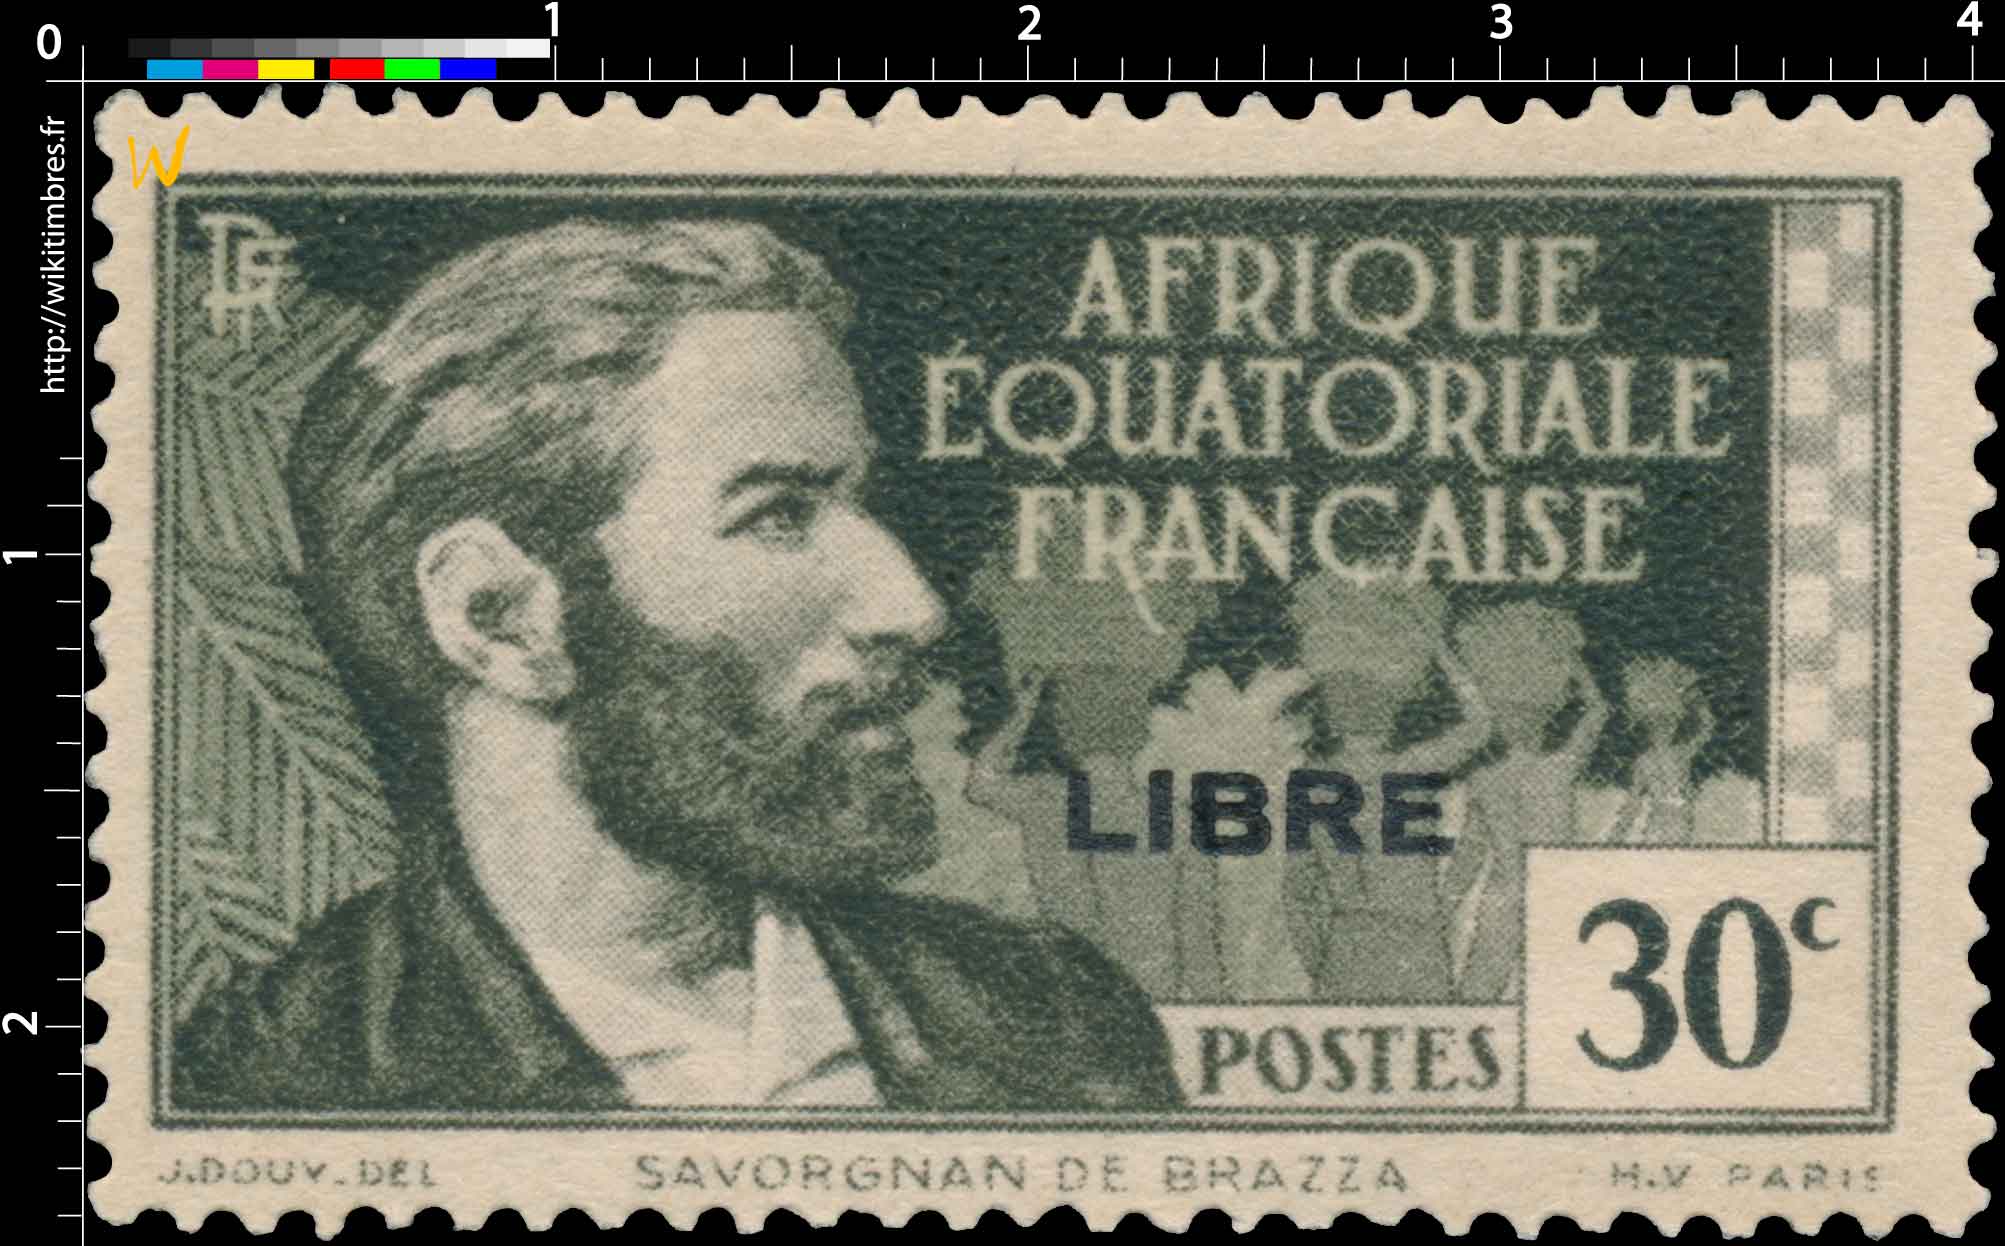 0 1 2 3 4
http://wikitimbres.fr
W
RF
AFRIQUE
ÉQUATORIALE
FRANÇAISE
1
LIBRE
30c
2
POSTES
J.DOUY.DEL SAVORGNAN DE BRAZZA H.V PARIS